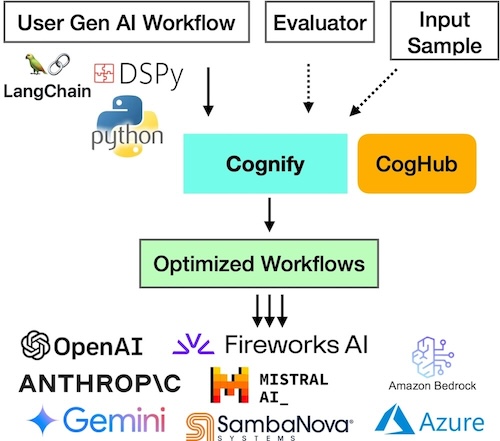 User Gen AI Workflow
Evaluator
Input
Sample
LangChain
DSPy
python
Cognify
CogHub
Optimized Workflows
OpenAI
Fireworks AI
Amazon Bedrock
ANTHROP\C
MISTRAL
AI_
Gemini
SambaNova®
SYSTEMS
Azure